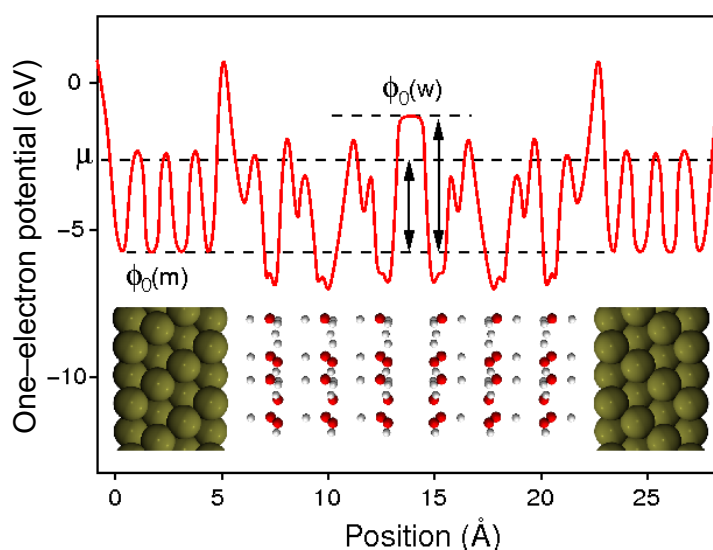 One−electron potential (eV)
0
μ
−5
−10
ϕ₀(w)
ϕ₀(m)
0
5
10
15
20
25
Position (Å)